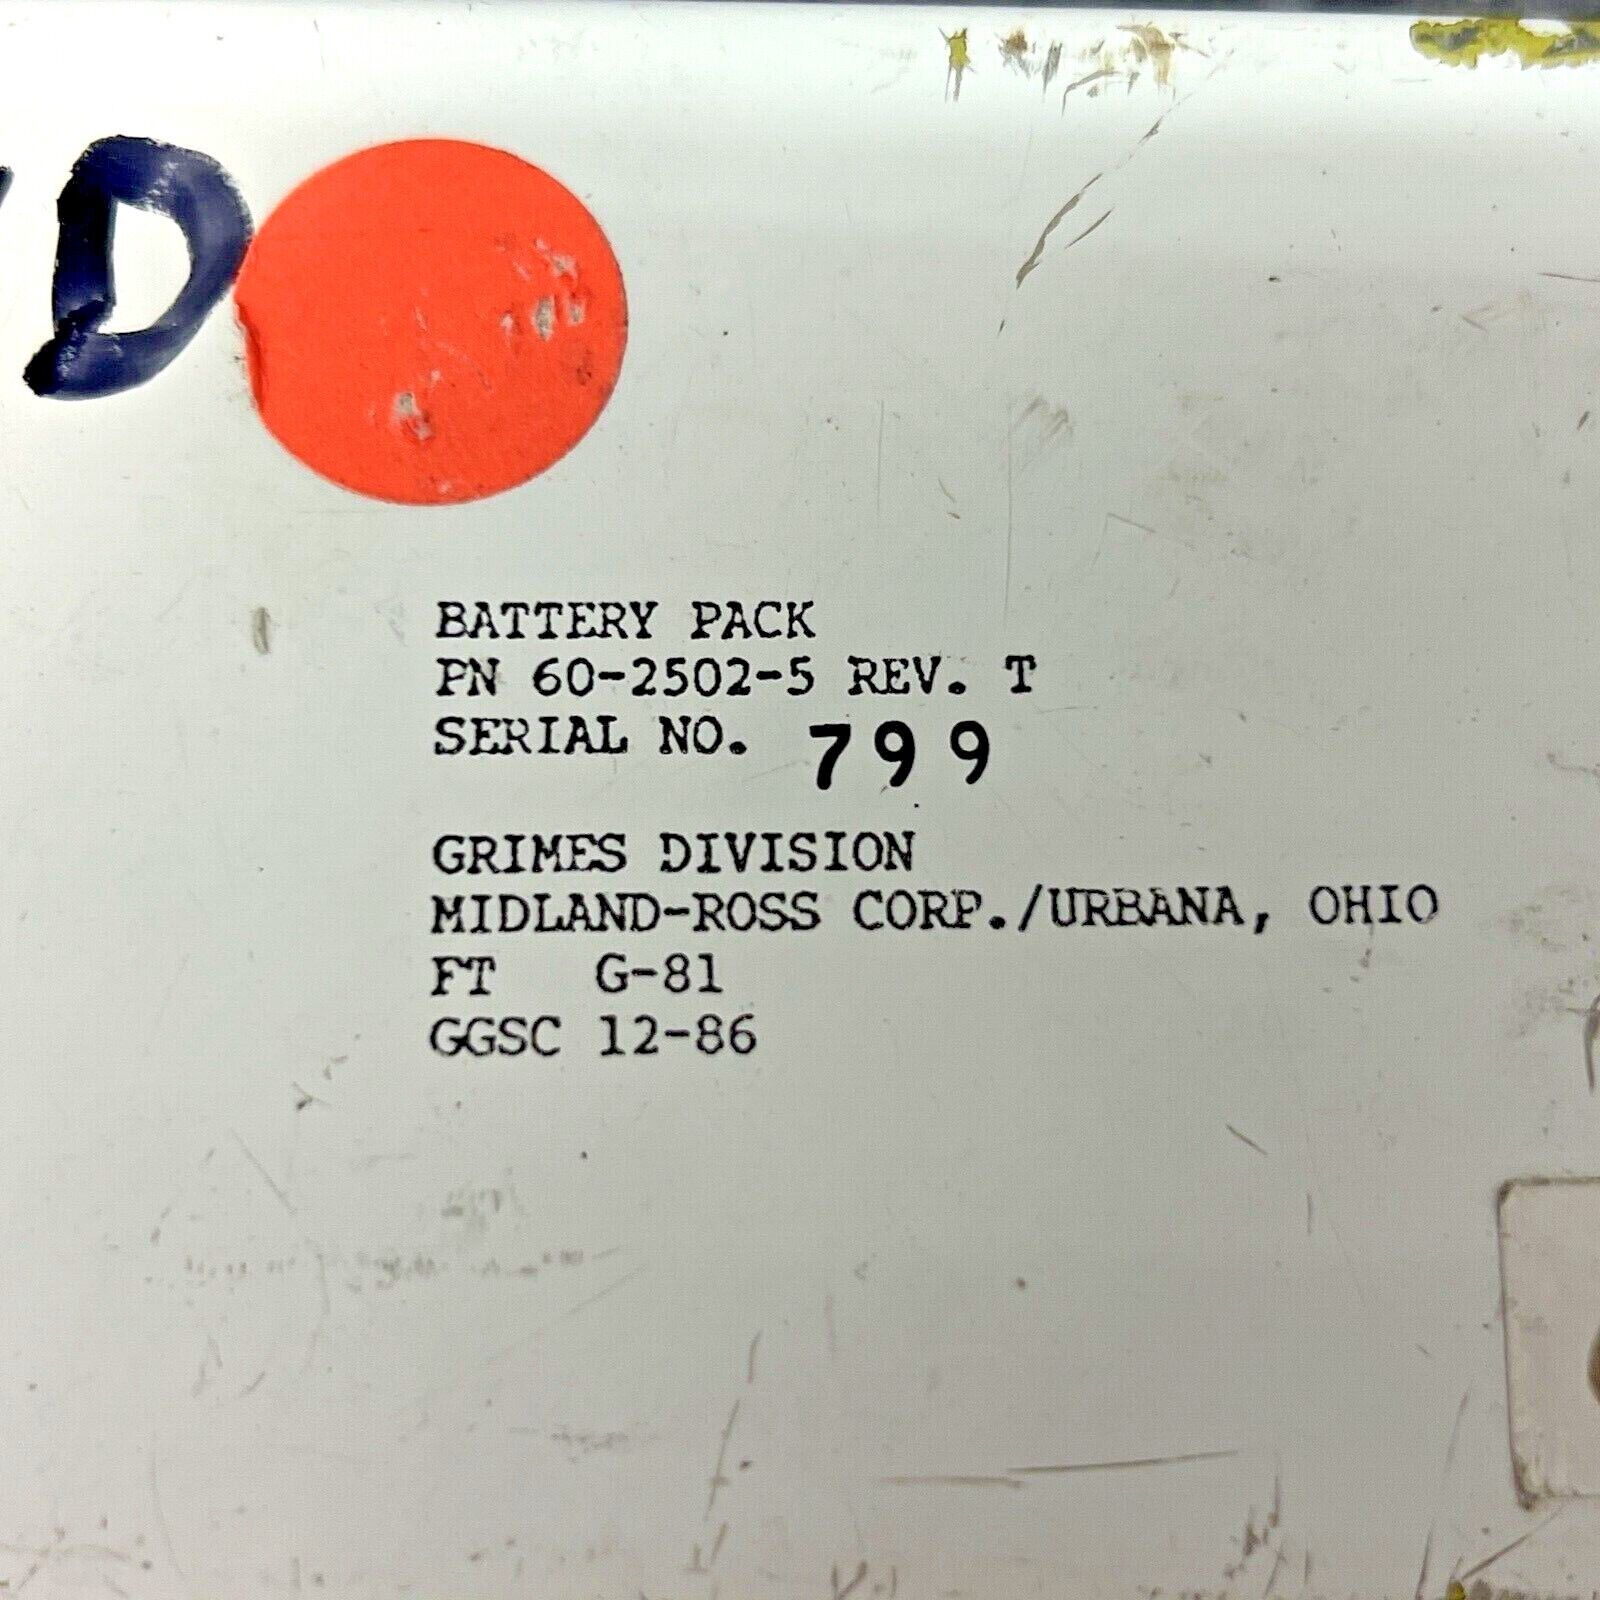 D
BATTERY PACK
PN 60-2502-5 REV. T
SERIAL NO. 799
GRIMES DIVISION
MIDLAND-ROSS CORP./URBANA, OHIO
FT G-81
GGSC 12-86